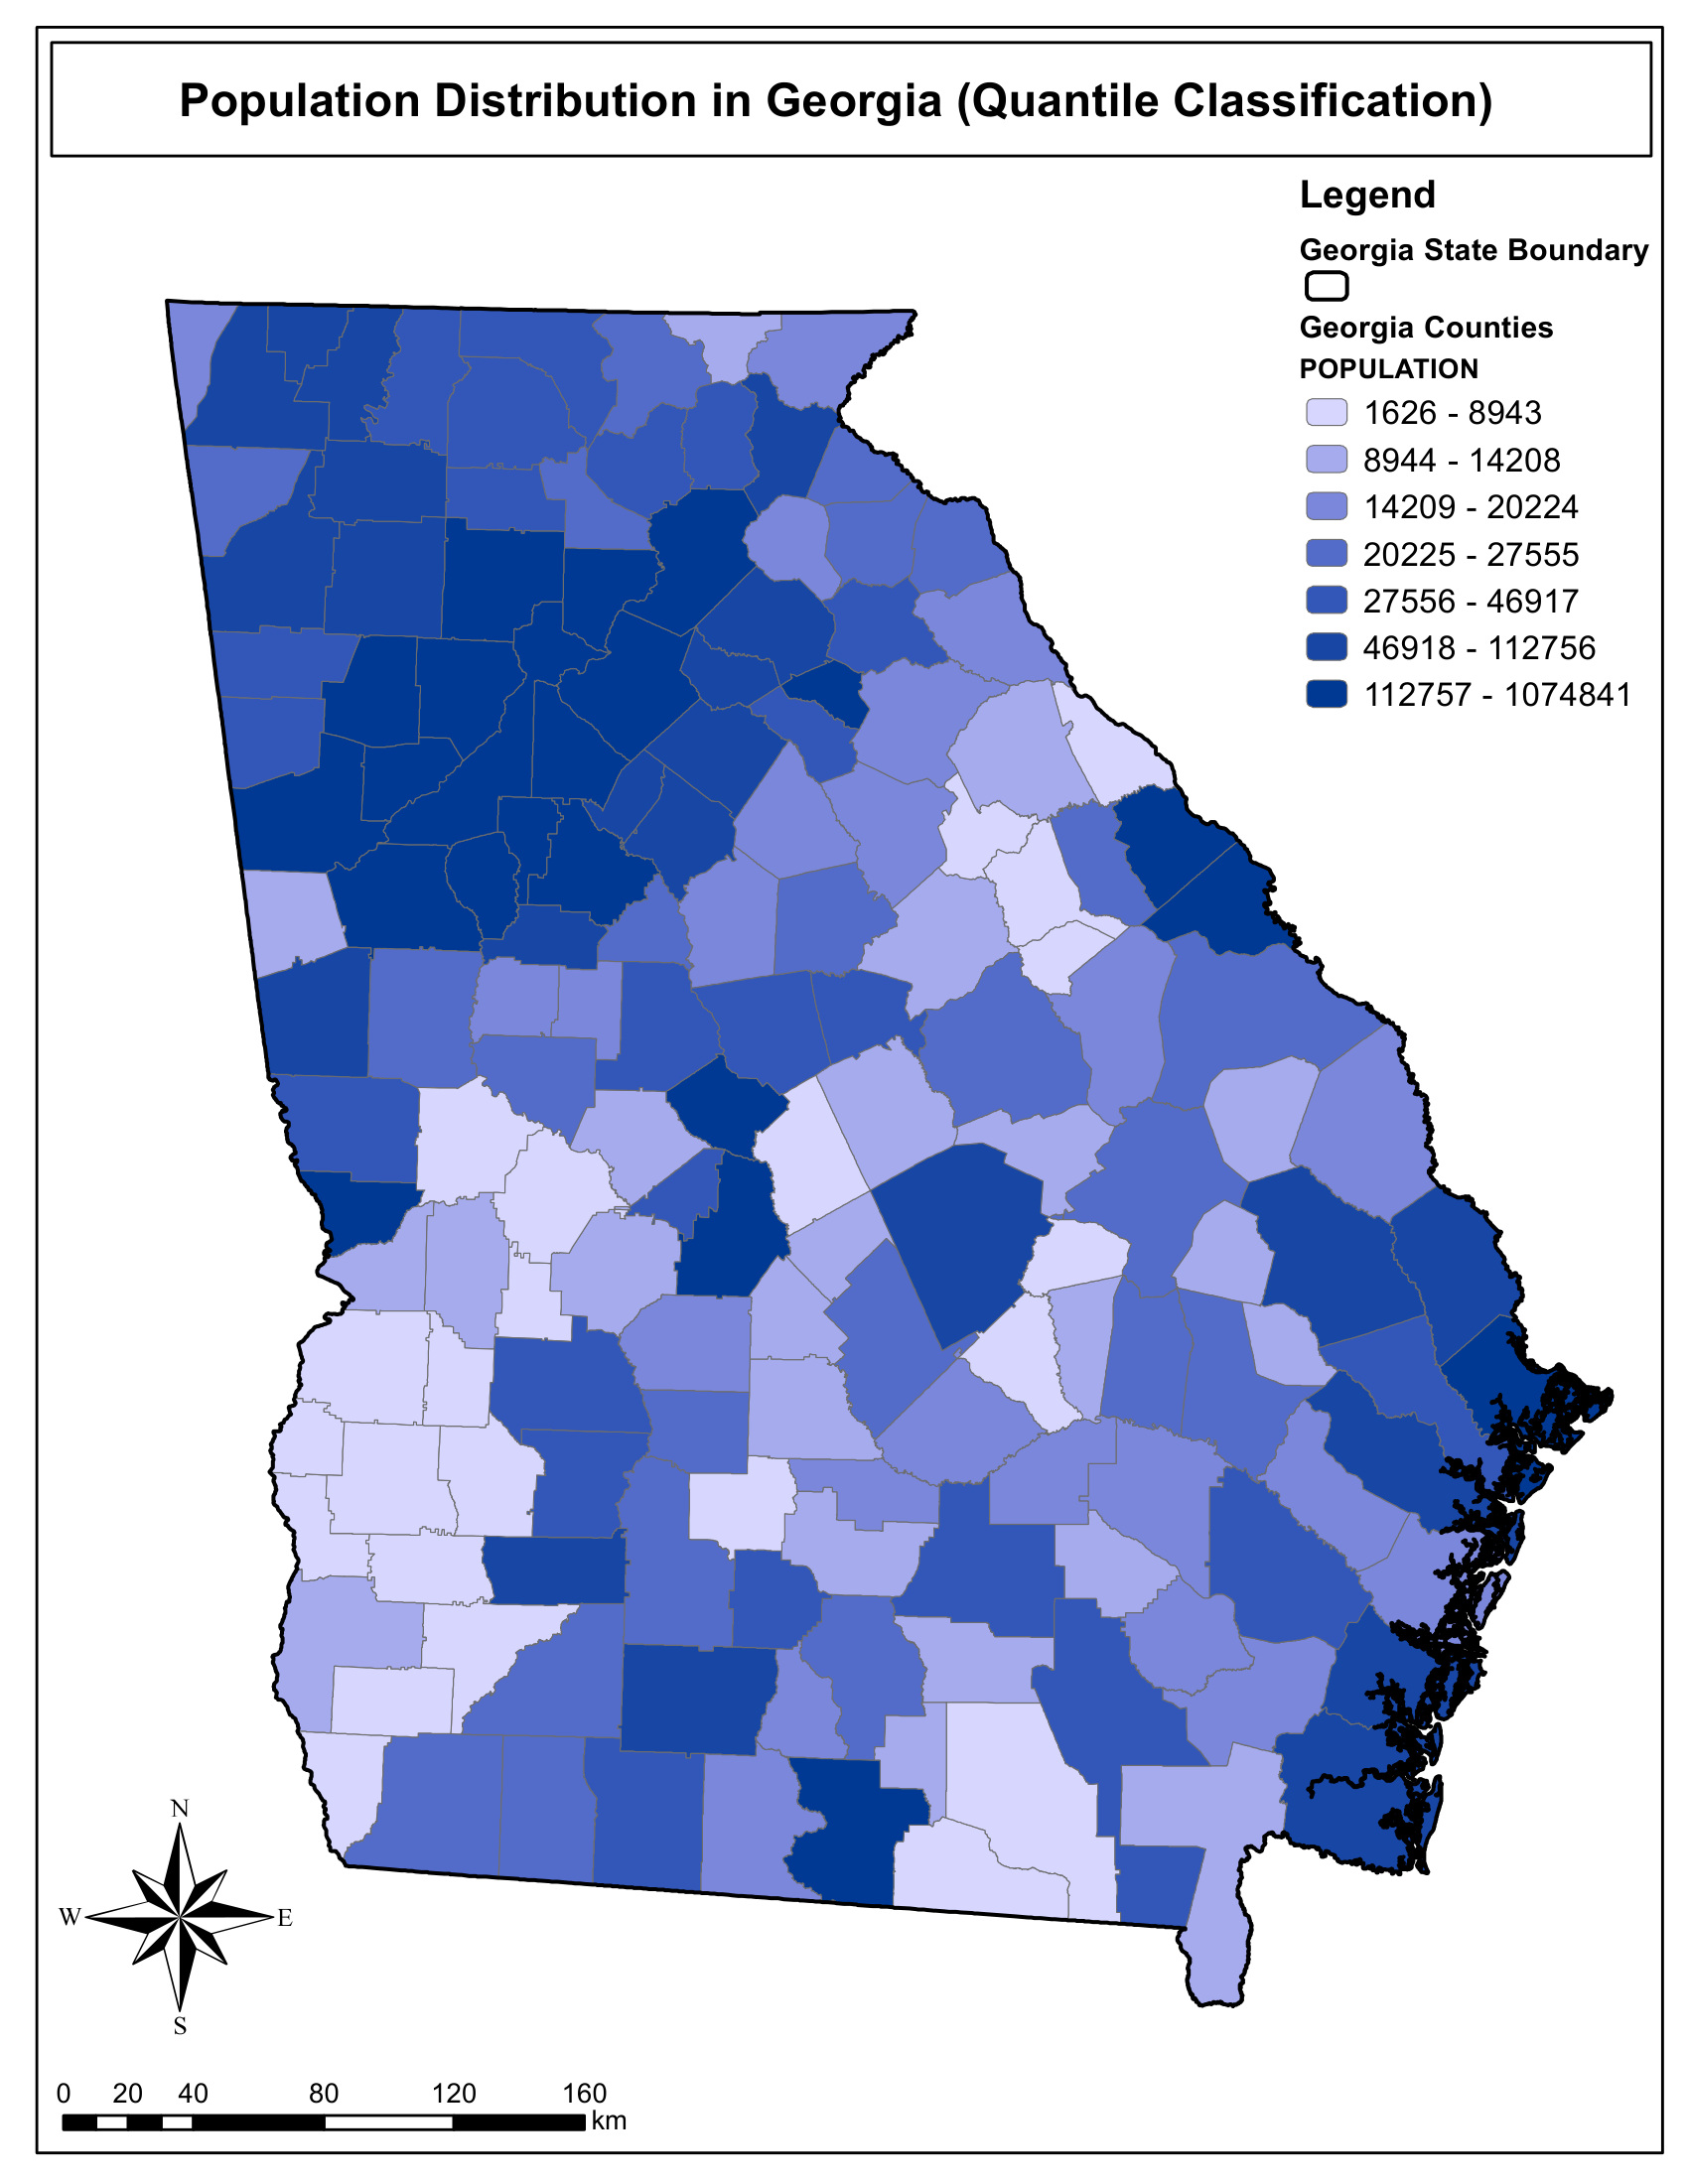 Population Distribution in Georgia (Quantile Classification)
Legend
Georgia State Boundary
Georgia Counties
POPULATION
1626 - 8943
8944 - 14208
14209 - 20224
20225 - 27555
27556 - 46917
46918 - 112756
112757 - 1074841
N
W E
S
0 20 40 80 120 160
km